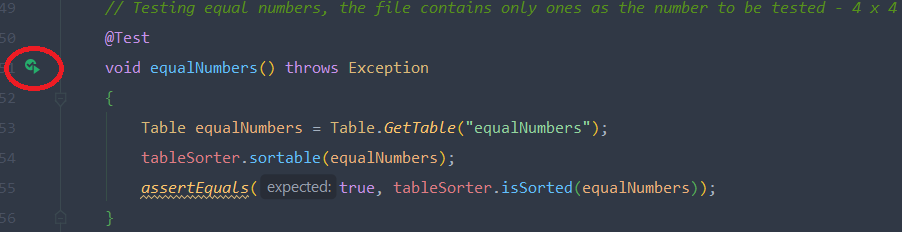 49 // Testing equal numbers, the file contains only ones as the number to be tested - 4 x 4
50 @Test
51 void equalNumbers() throws Exception
52 {
53 Table equalNumbers = Table.GetTable("equalNumbers");
54 tableSorter.sortable(equalNumbers);
55 assertEquals( expected: true, tableSorter.isSorted(equalNumbers));
56 }